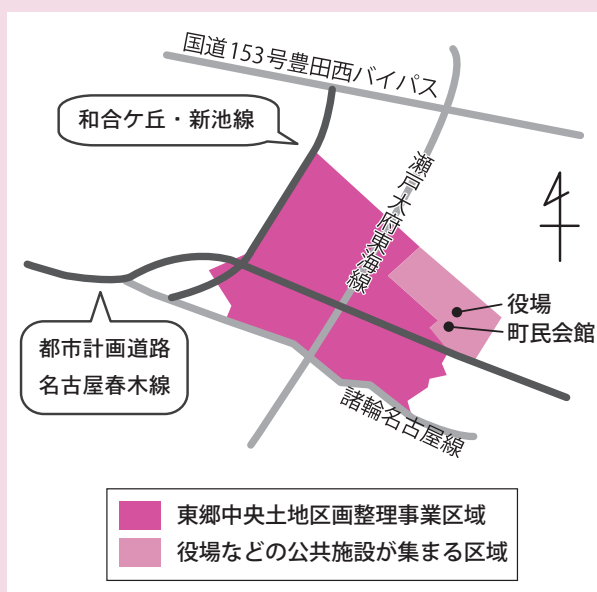 国道153号豊田西バイパス
和合ケ丘・新池線
瀬戸大府東海線
役場
町民会館
都市計画道路
名古屋春木線
諸輪名古屋線
東郷中央土地区画整理事業区域
役場などの公共施設が集まる区域